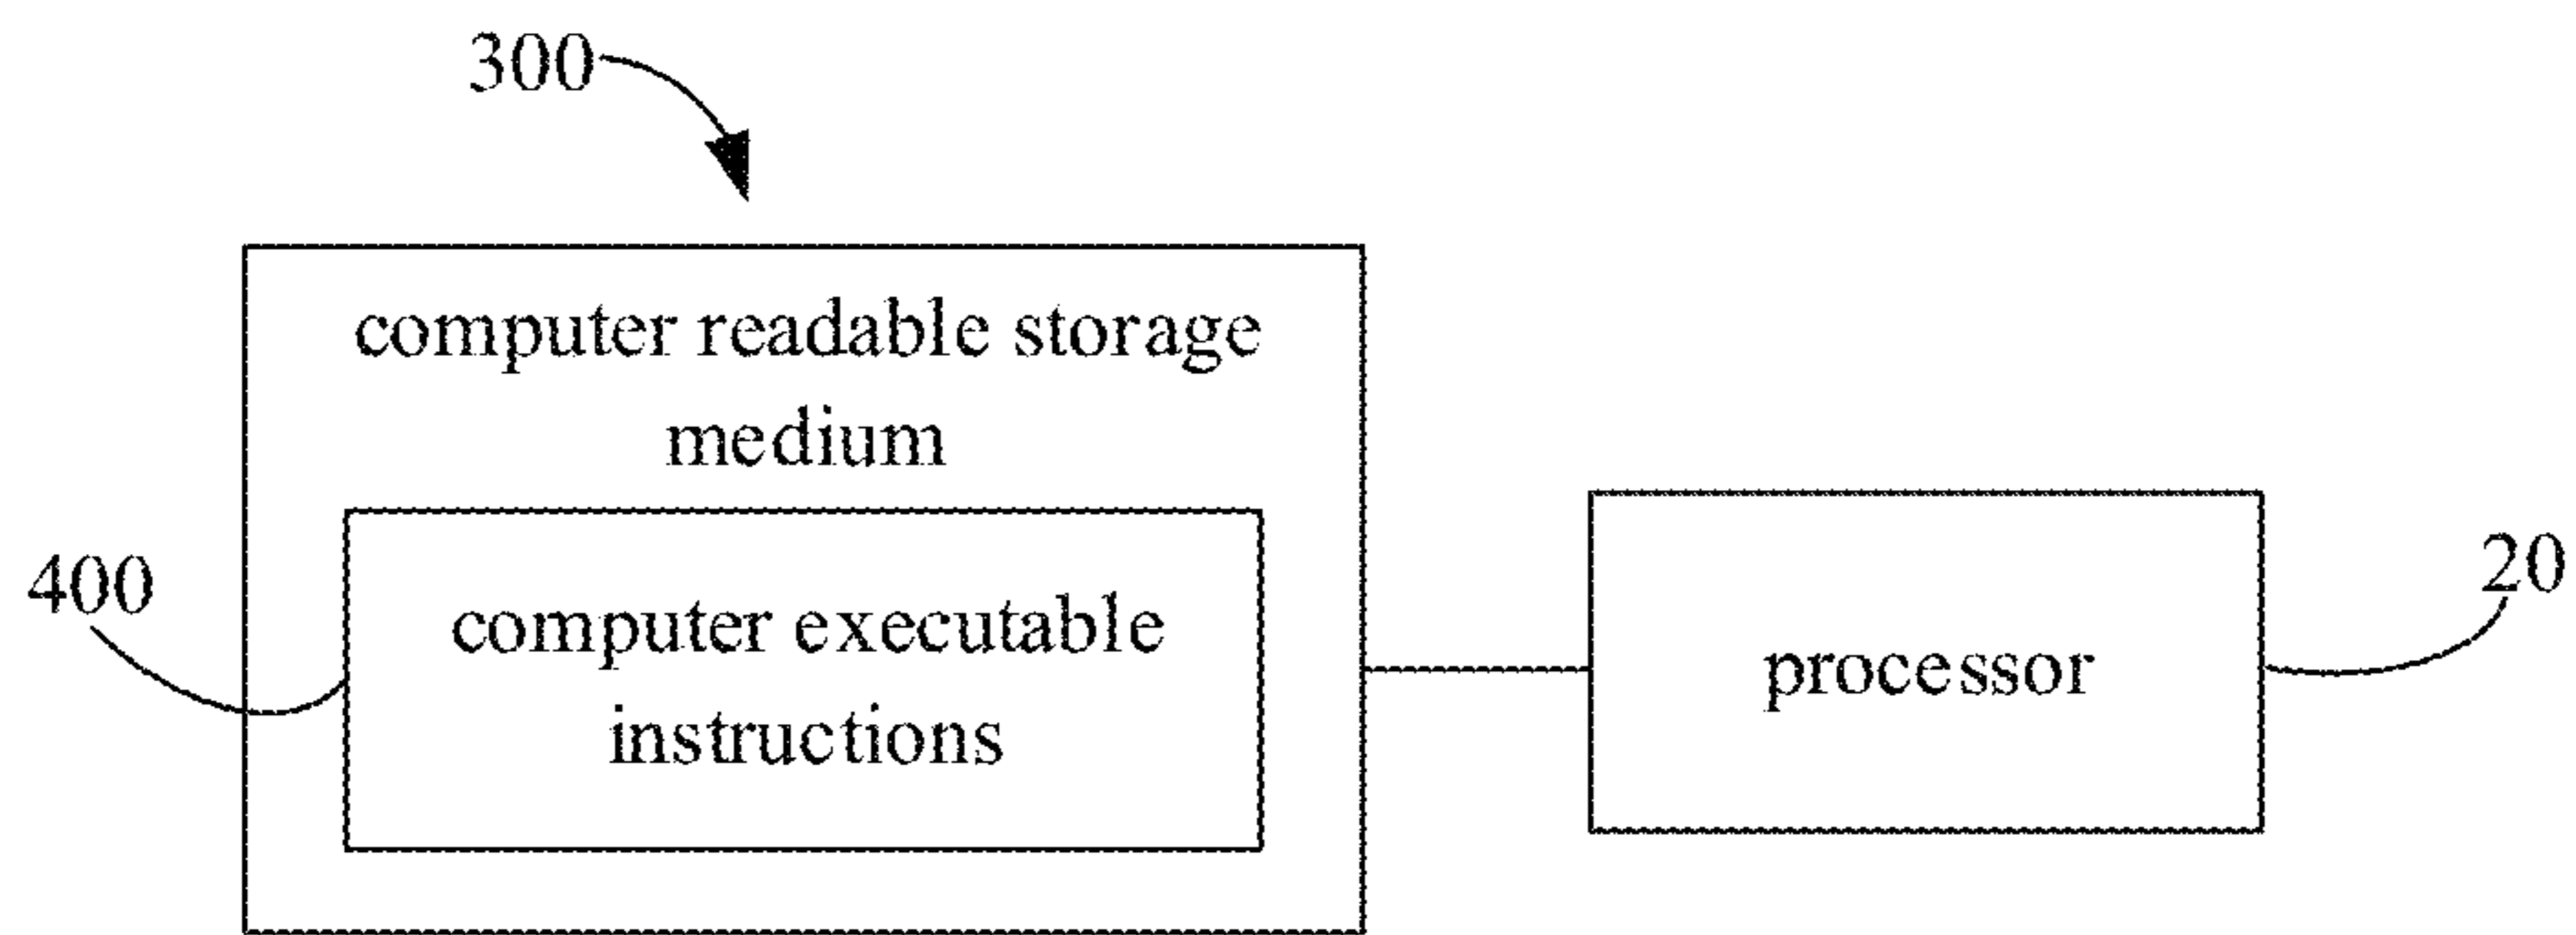 300
computer readable storage
medium
400
computer executable
instructions
processor
20